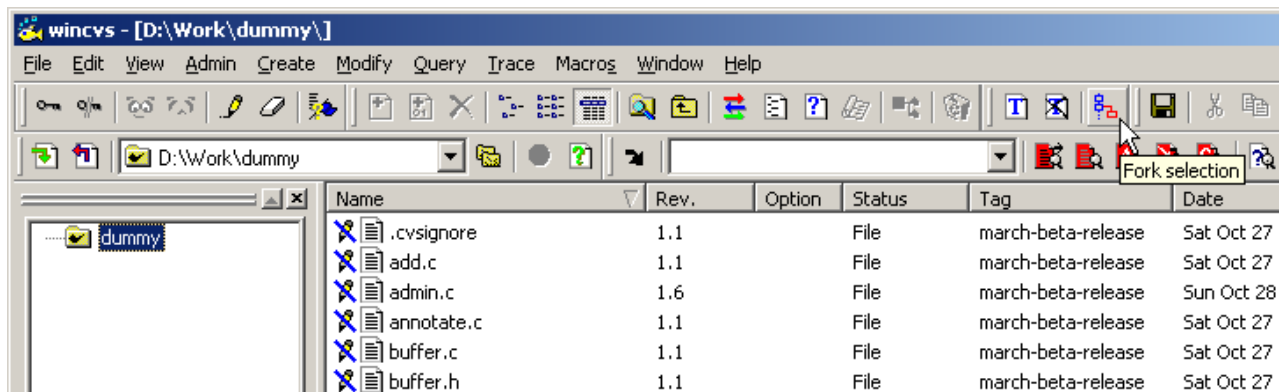 wincvs - [D:\Work\dummy\]
File Edit View Admin Create Modify Query Trace Macros Window Help
T
D:\Work\dummy
Fork selection
dummy
Name Rev. Option Status Tag Date
.cvsignore 1.1 File march-beta-release Sat Oct 27
add.c 1.1 File march-beta-release Sat Oct 27
admin.c 1.6 File march-beta-release Sun Oct 28
annotate.c 1.1 File march-beta-release Sat Oct 27
buffer.c 1.1 File march-beta-release Sat Oct 27
buffer.h 1.1 File march-beta-release Sat Oct 27